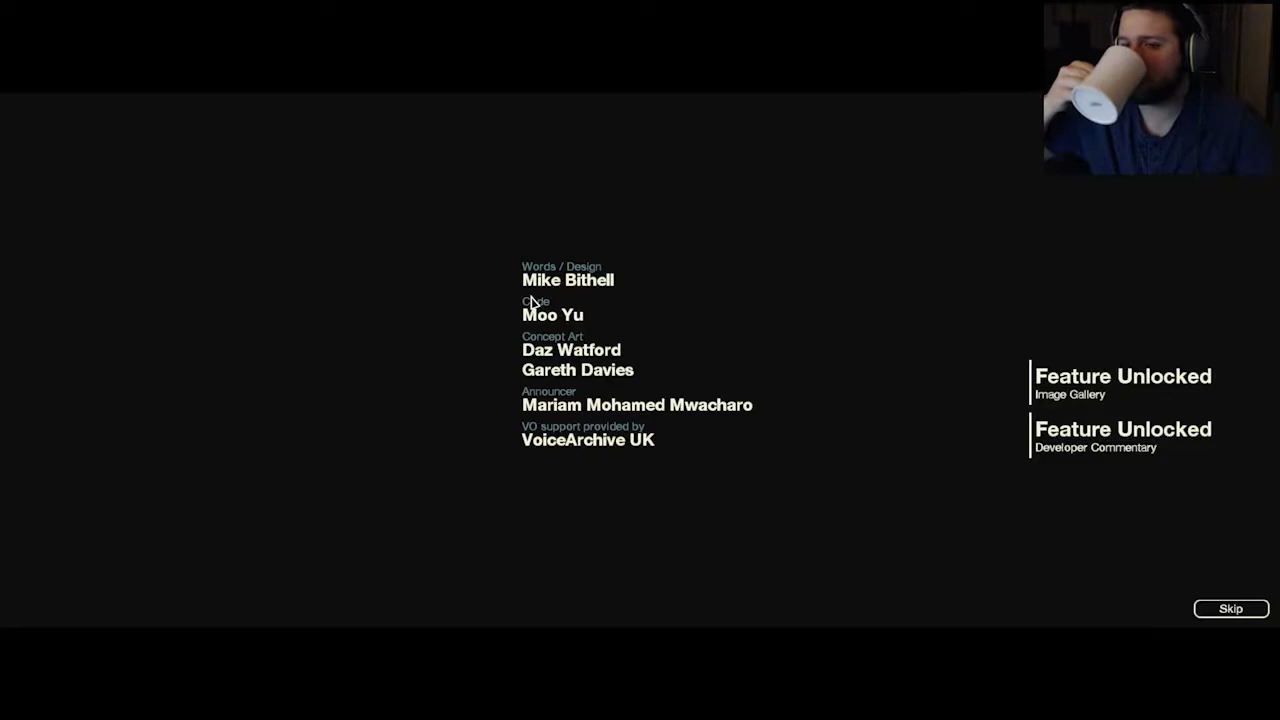 Words / Design
Mike Bithell
Code
Moo Yu
Concept Art
Daz Watford
Gareth Davies
Announcer
Mariam Mohamed Mwacharo
VO support provided by
VoiceArchive UK
Feature Unlocked
Image Gallery
Feature Unlocked
Developer Commentary
Skip